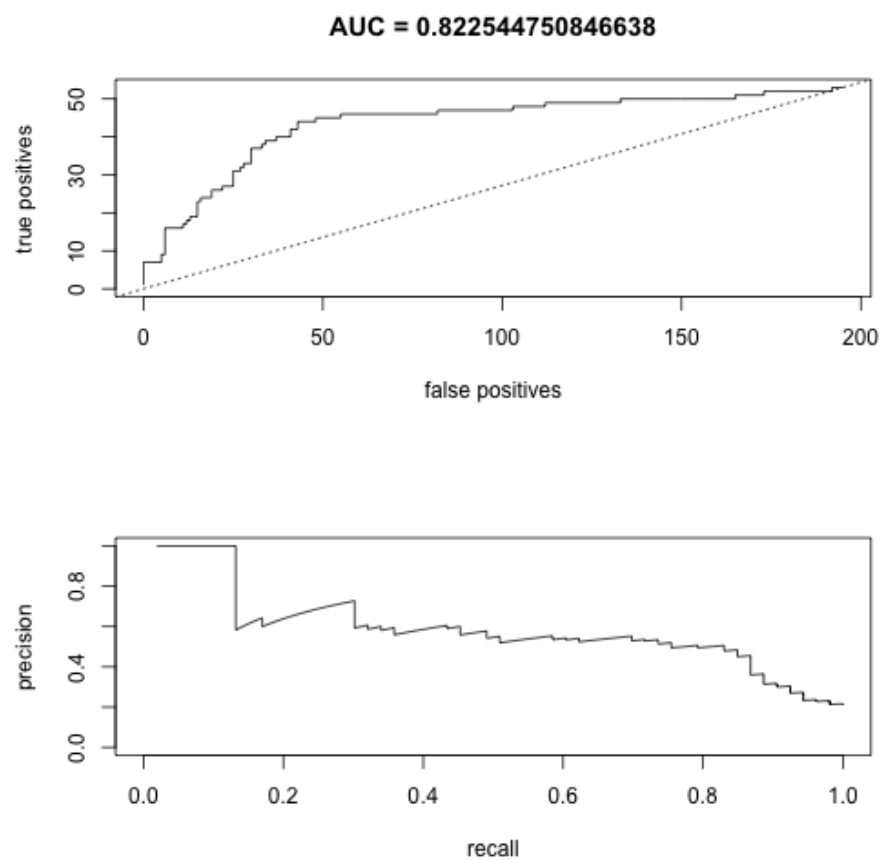 AUC = 0.822544750846638
50
30
10
0
true positives
0 50 100 150 200
false positives
0.8
0.4
0.0
precision
0.0 0.2 0.4 0.6 0.8 1.0
recall